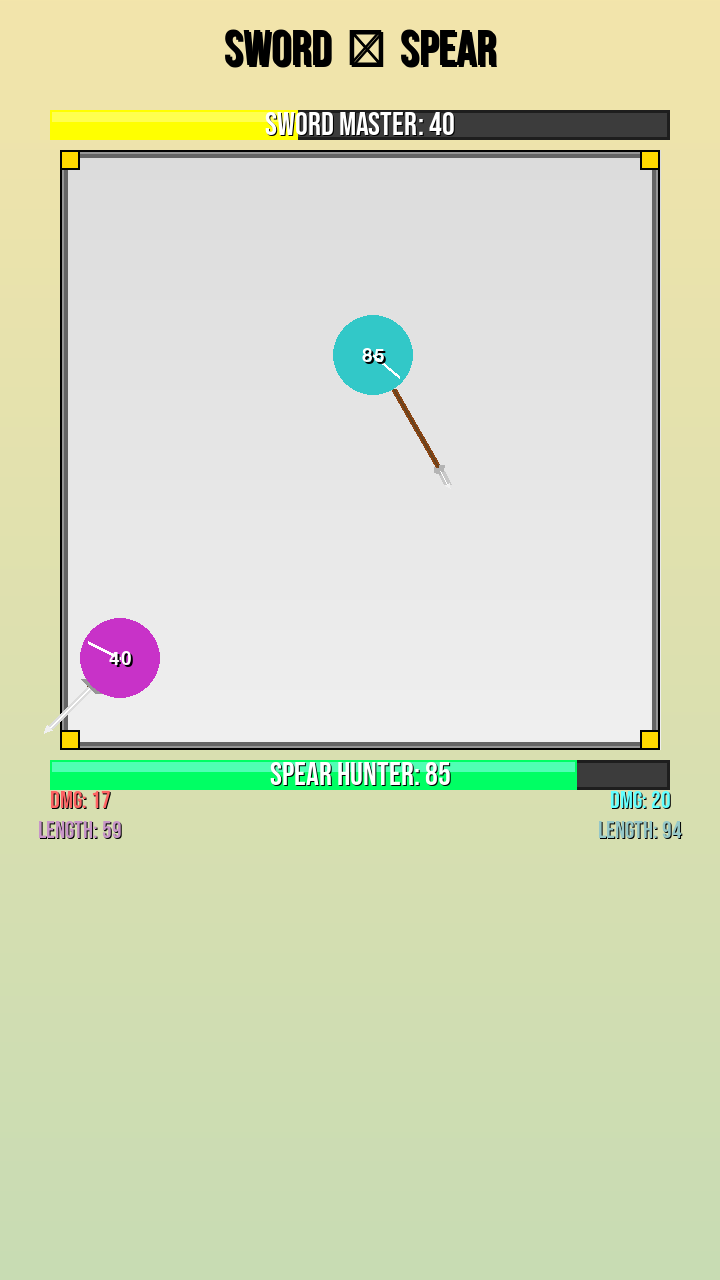 SWORD SPEAR
SWORD MASTER: 40
85
40
SPEAR HUNTER: 85
DMG: 17
DMG: 20
LENGTH: 59
LENGTH: 94